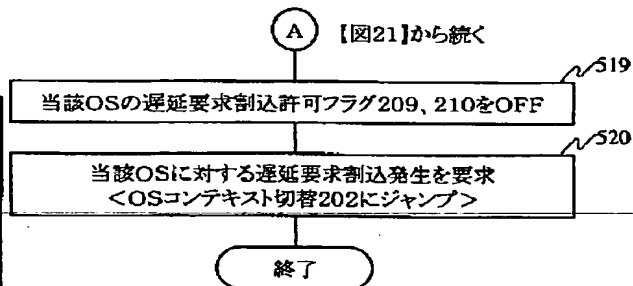 A 【図21】から続く
519
当該OSの遅延要求割込許可フラグ209、210をOFF
520
当該OSに対する遅延要求割込発生を要求
<OSコンテキスト切替202にジャンプ>
終了